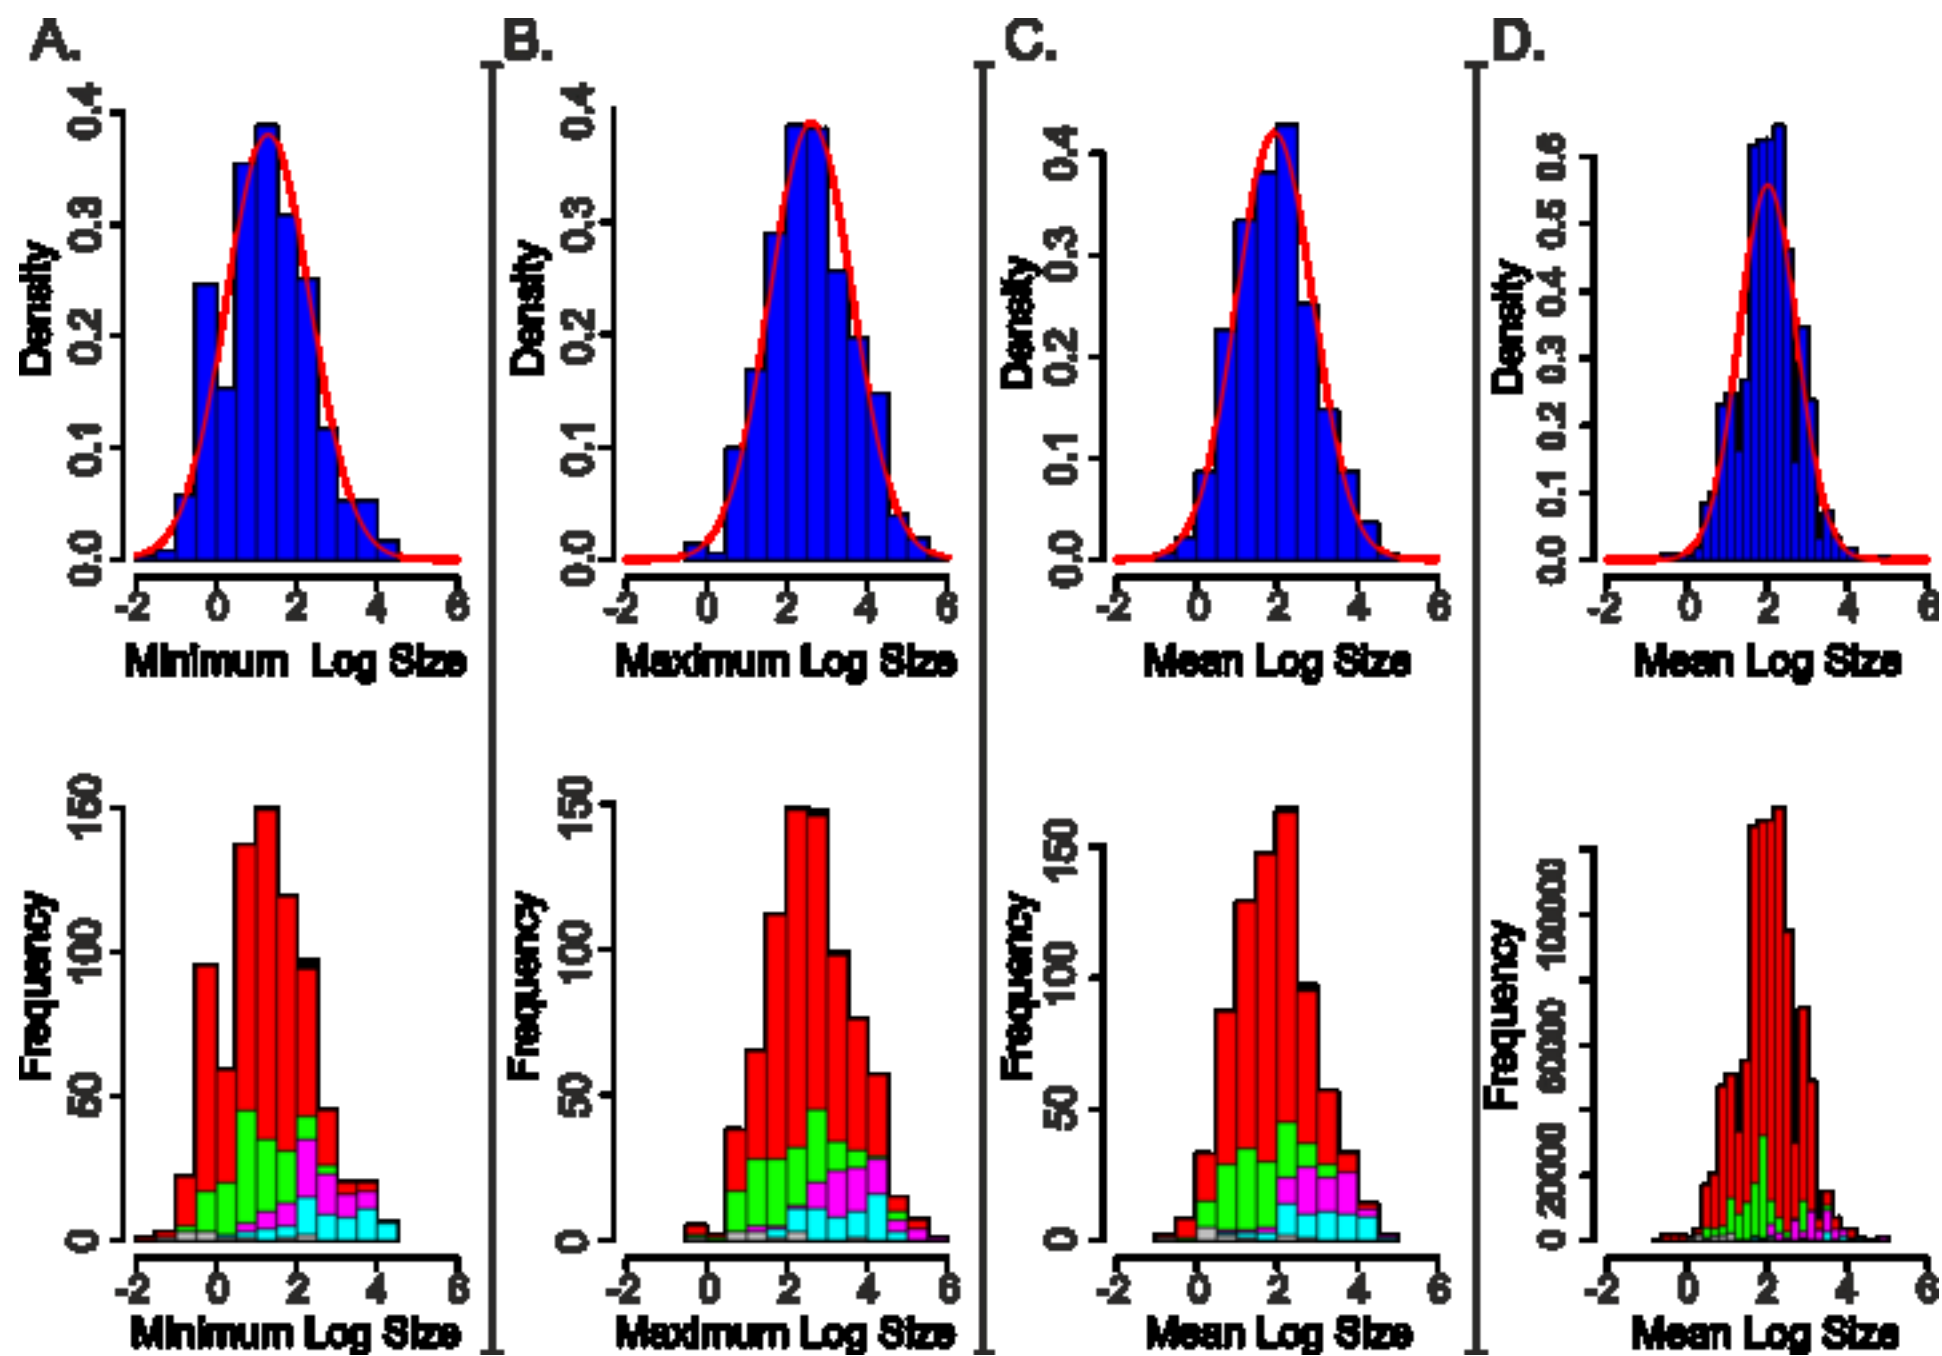 A. B. C. D.
Density
0.0 0.1 0.2 0.3 0.4
-2 0 2 4 6
Minimum Log Size
Density
0.0 0.1 0.2 0.3 0.4
-2 0 2 4 6
Maximum Log Size
Density
0.0 0.1 0.2 0.3 0.4
-2 0 2 4 6
Mean Log Size
Density
0.0 0.1 0.2 0.3 0.4 0.5 0.6
-2 0 2 4 6
Mean Log Size
Frequency
0 50 100 150
-2 0 2 4 6
Minimum Log Size
Frequency
0 50 100 150
-2 0 2 4 6
Maximum Log Size
Frequency
0 50 100 150
-2 0 2 4 6
Mean Log Size
Frequency
0 20000 60000 100000
-2 0 2 4 6
Mean Log Size